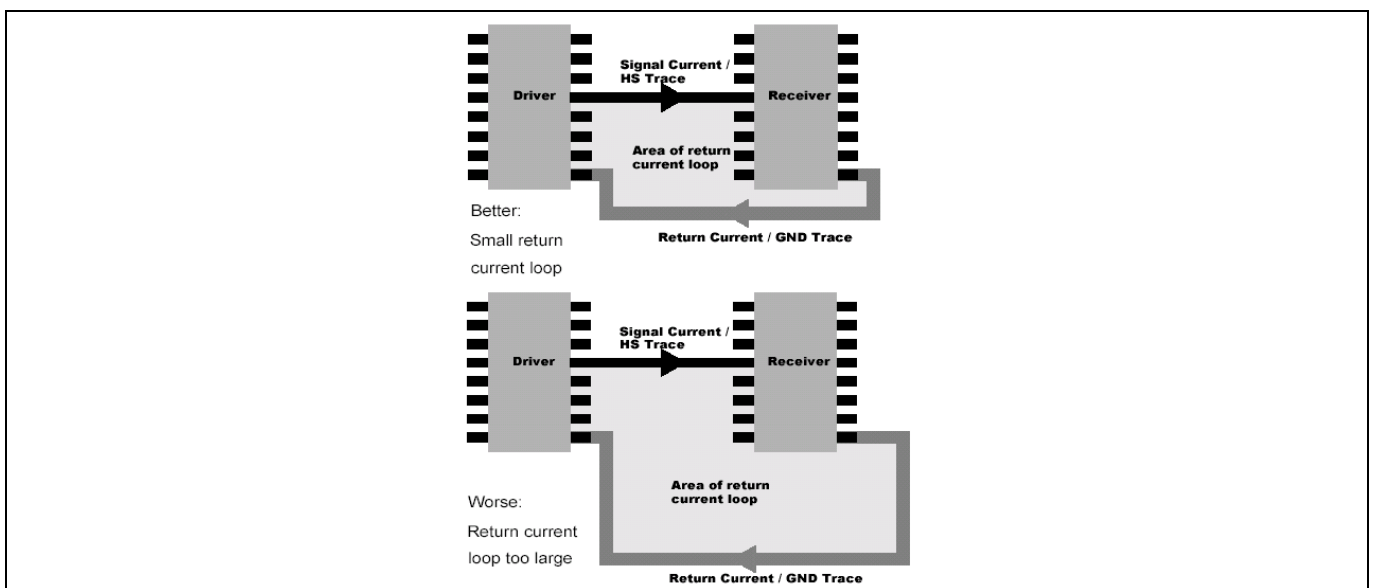 Signal Current /
HS Trace
Driver
Receiver
Area of return
current loop
Better:
Small return
current loop
Return Current / GND Trace
Signal Current /
HS Trace
Driver
Receiver
Area of return
current loop
Worse:
Return current
loop too large
Return Current / GND Trace